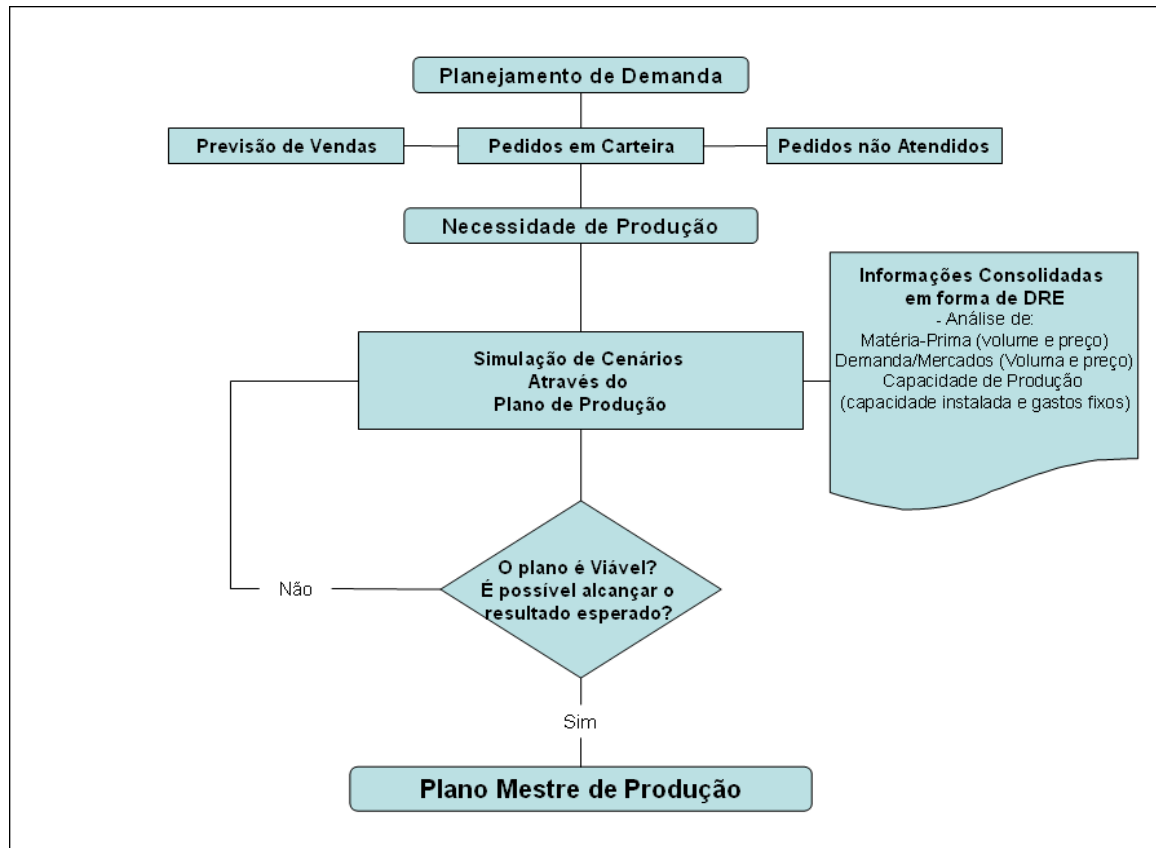 Planejamento de Demanda
Previsão de Vendas
Pedidos em Carteira
Pedidos não Atendidos
Necessidade de Produção
Informações Consolidadas
em forma de DRE
- Análise de:
Matéria-Prima (volume e preço)
Demanda/Mercados (Voluma e preço)
Capacidade de Produção
(capacidade instalada e gastos fixos)
Simulação de Cenários
Através do
Plano de Produção
O plano é Viável?
É possível alcançar o
resultado esperado?
Não
Sim
Plano Mestre de Produção